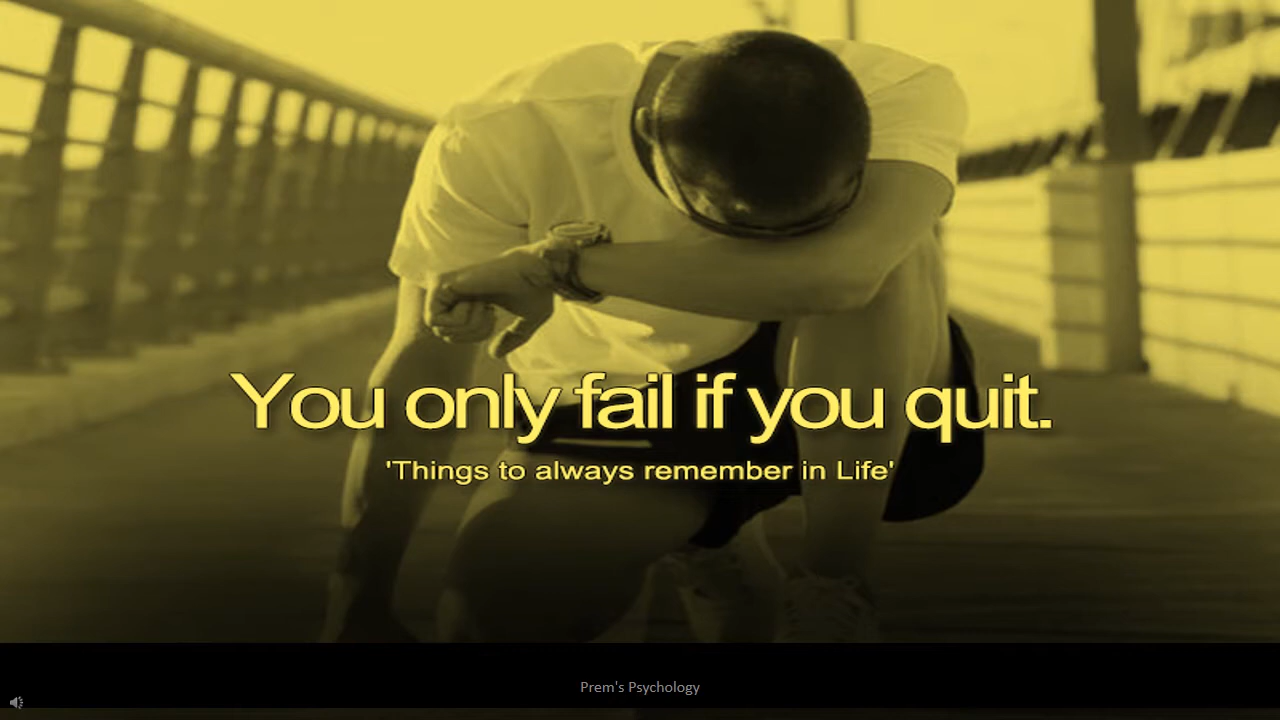 You only fail if you quit.
'Things to always remember in Life'
Prem's Psychology